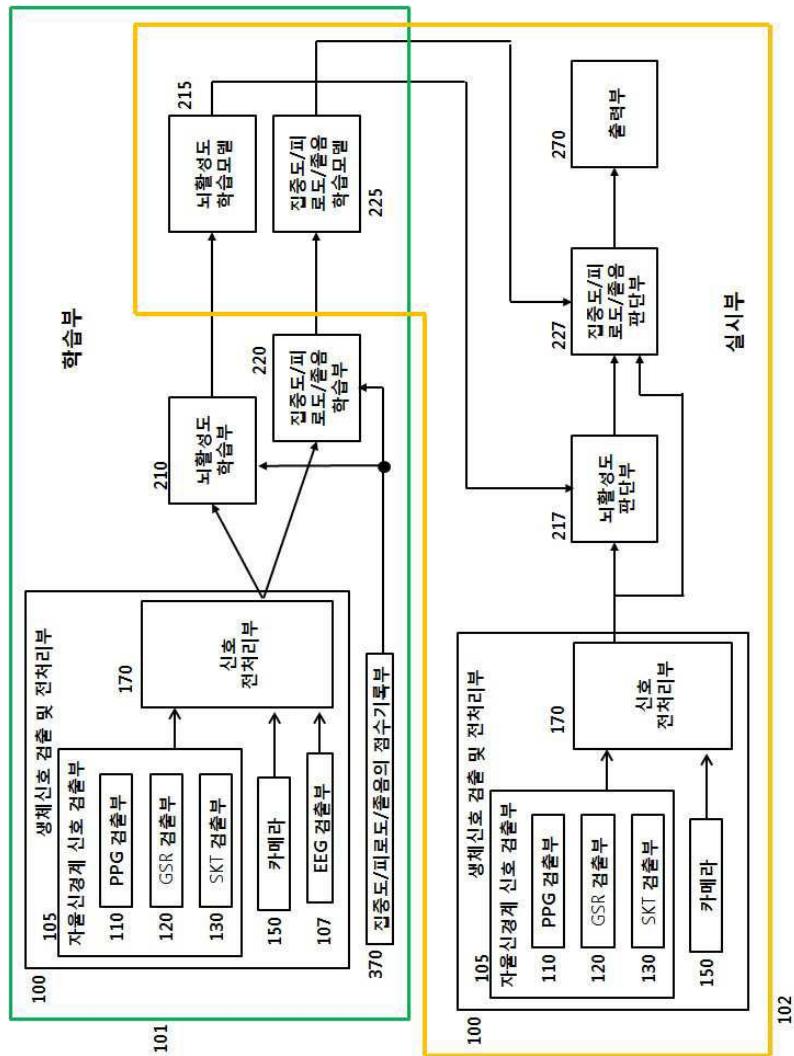 101
100
생체신호 검출 및 전처리부
105
자율신경계 신호 검출부
110
PPG 검출부
120
GSR 검출부
130
SKT 검출부
150
카메라
107
EEG 검출부
170
신호
전처리부
370
집중도/피로도/졸음의 점수기록부
학습부
210
뇌활성도
학습부
220
집중도/피
로도/졸음
학습부
215
뇌활성도
학습모델
집중도/피
로도/졸음
학습모델
225
102
100
생체신호 검출 및 전처리부
105
자율신경계 신호 검출부
110
PPG 검출부
120
GSR 검출부
130
SKT 검출부
150
카메라
170
신호
전처리부
217
뇌활성도
판단부
227
집중도/피
로도/졸음
판단부
270
출력부
실시부